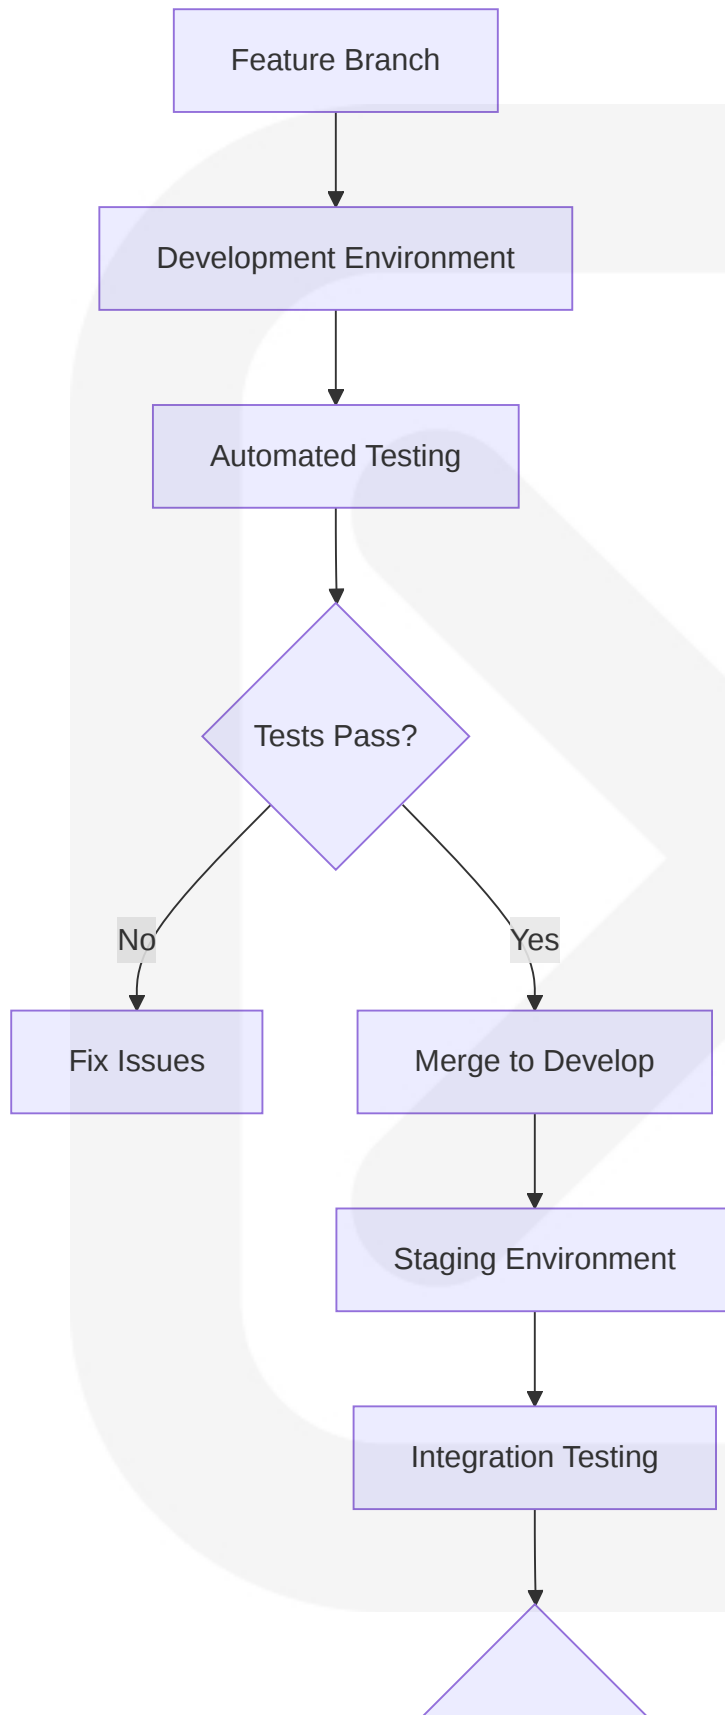 Feature Branch
Development Environment
Automated Testing
Tests Pass?
No
Yes
Fix Issues
Merge to Develop
Staging Environment
Integration Testing